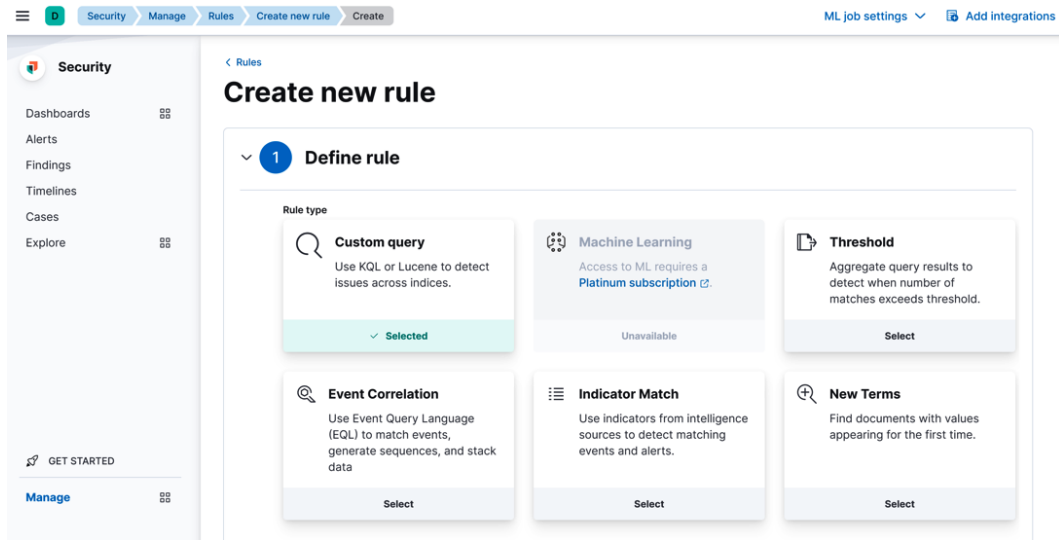 D Security Manage Rules Create new rule Create ML job settings Add integrations
Security
Dashboards
Alerts
Findings
Timelines
Cases
Explore
GET STARTED
Manage
Rules
Create new rule
1 Define rule
Rule type
Custom query
Use KQL or Lucene to detect
issues across indices.
Selected
Machine Learning
Access to ML requires a
Platinum subscription.
Unavailable
Threshold
Aggregate query results to
detect when number of
matches exceeds threshold.
Select
Event Correlation
Use Event Query Language
(EQL) to match events,
generate sequences, and stack
data
Select
Indicator Match
Use indicators from intelligence
sources to detect matching
events and alerts.
Select
New Terms
Find documents with values
appearing for the first time.
Select